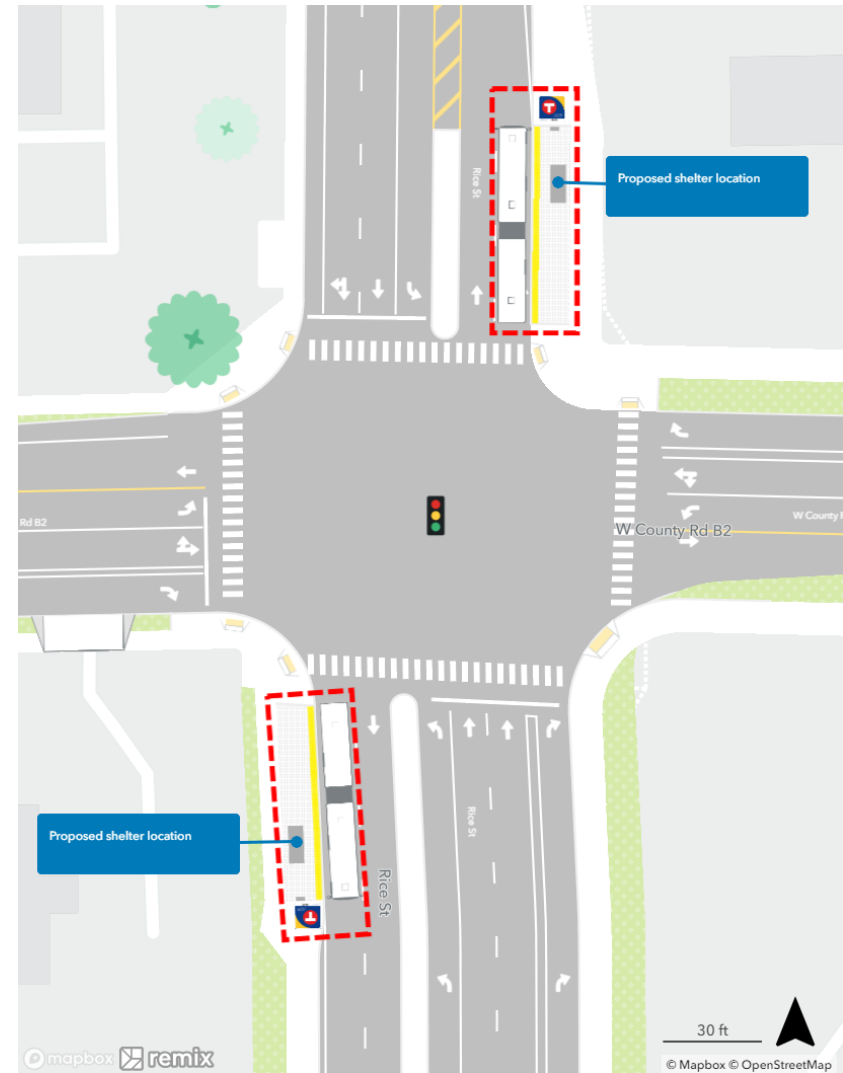 Rice St
Proposed shelter location
Rd B2
W County Rd B2
W County
Proposed shelter location
Rice St
Rice St
30 ft
mapbox remix
© Mapbox © OpenStreetMap